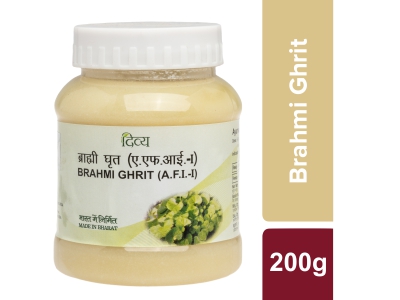 दिव्य
ब्राह्मी घृत (ए.एफ.आई.-I)
BRAHMI GHRIT (A.F.I.-I)
भारत में निर्मित
MADE IN BHARAT
Brahmi Ghrit
200g